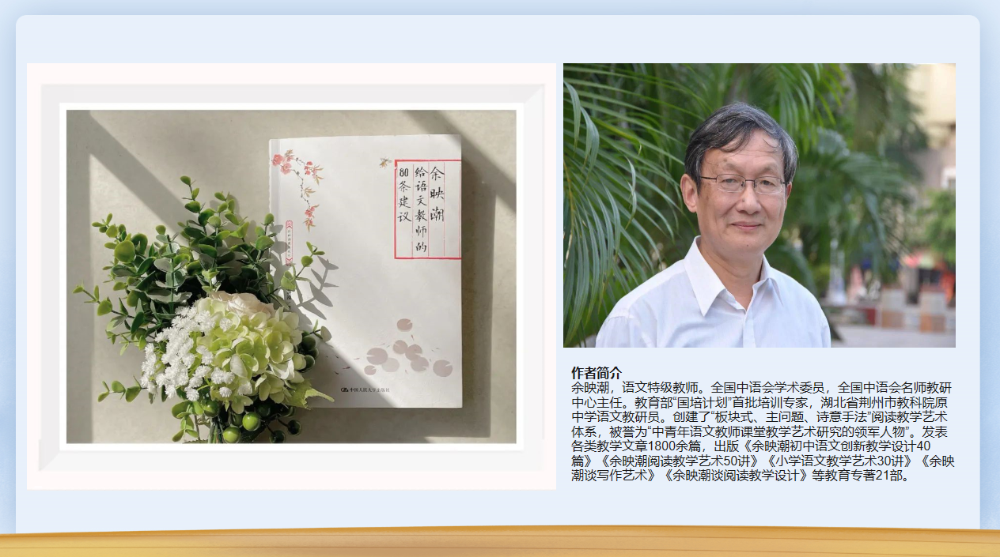 余映潮
给语文教师的
80条建议
中国人民大学出版社
作者简介
余映潮，语文特级教师。全国中语会学术委员，全国中语会名师教研
中心主任。教育部“国培计划”首批培训专家，湖北省荆州市教科院原
中学语文教研员。创建了“板块式、主问题、诗意手法”阅读教学艺术
体系，被誉为“中青年语文教师课堂教学艺术研究的领军人物”。发表
各类教学文章1800余篇，出版《余映潮初中语文创新教学设计40
篇》《余映潮阅读教学艺术50讲》《小学语文教学艺术30讲》《余映
潮谈写作艺术》《余映潮谈阅读教学设计》等教育专著21部。